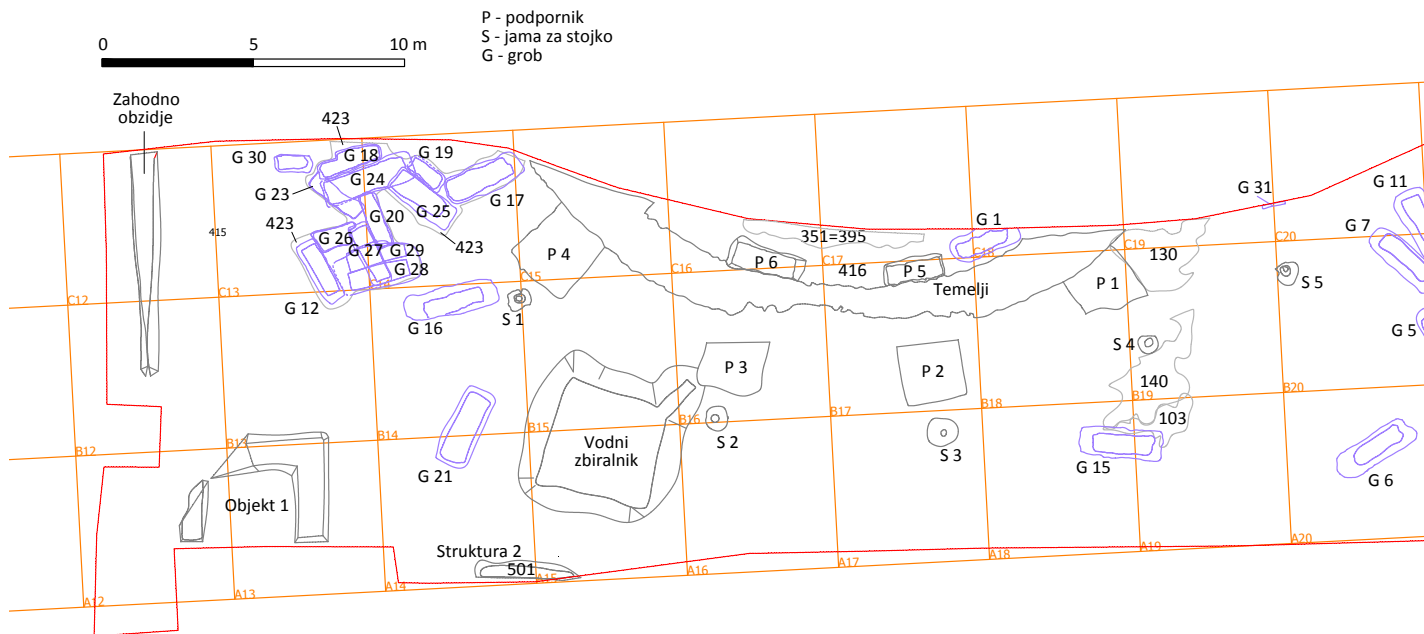 P - podpornik
S - jama za stojko
G - grob
0 5 10 m
Zahodno
obzidje
423
G 30
G 18
G 19
G 23
G 24
G 17
G 25
G 20
423
415
G 26
423
G 27
G 29
G 28
G 12
G 16
S 1
P 4
351=395
P 6
416
P 5
G 1
Temelji
P 1
130
G 31
G 11
G 7
S 5
G 5
C12
C13
C15
C16
C17
C18
C19
C20
P 3
P 2
S 4
140
103
B12
B13
B14
B15
B16
B17
B18
B19
B20
G 21
Vodni
zbiralnik
S 2
S 3
G 15
G 6
Objekt 1
Struktura 2
501
A12
A13
A14
A15
A16
A17
A18
A19
A20